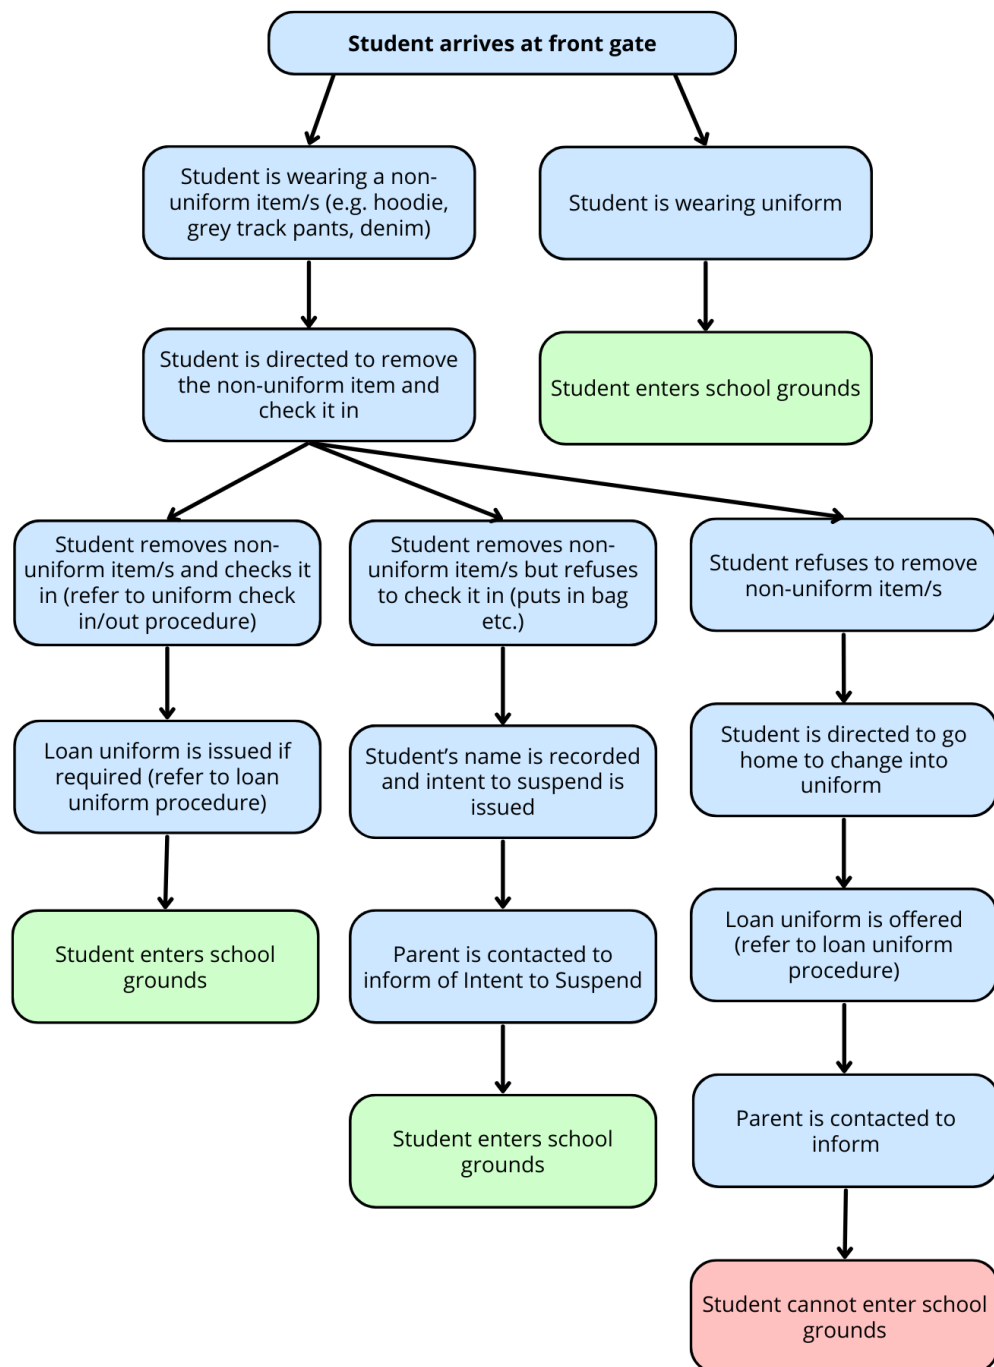 Student arrives at front gate
Student is wearing a non-
uniform item/s (e.g. hoodie,
grey track pants, denim)
Student is wearing uniform
Student is directed to remove
the non-uniform item and
check it in
Student enters school grounds
Student removes non-
uniform item/s and checks it
in (refer to uniform check
in/out procedure)
Student removes non-
uniform item/s but refuses
to check it in (puts in bag
etc.)
Student refuses to remove
non-uniform item/s
Loan uniform is issued if
required (refer to loan
uniform procedure)
Student's name is recorded
and intent to suspend is
issued
Student is directed to go
home to change into
uniform
Student enters school
grounds
Parent is contacted to
inform of Intent to Suspend
Loan uniform is offered
(refer to loan uniform
procedure)
Student enters school
grounds
Parent is contacted to
inform
Student cannot enter school
grounds